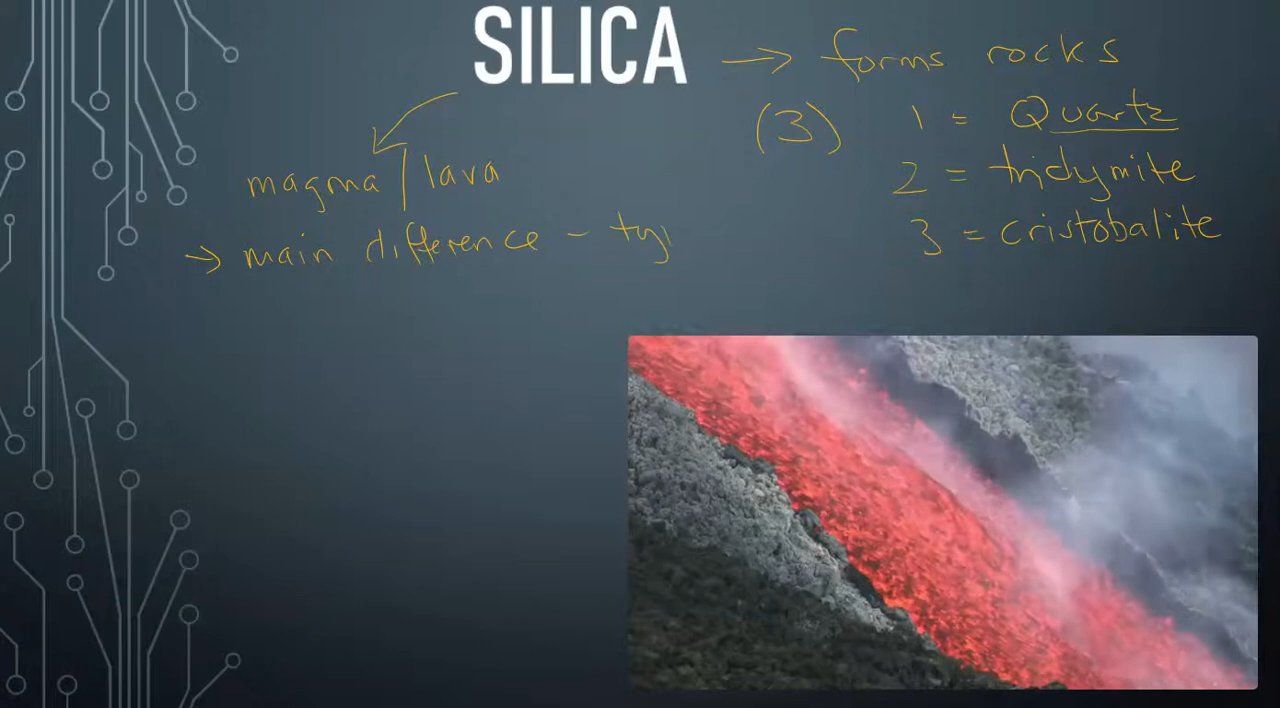 SILICA → forms rocks
(3) 1 = Quartz
2 = tridymite
3 = cristobalite
magma / lava
→ main difference -